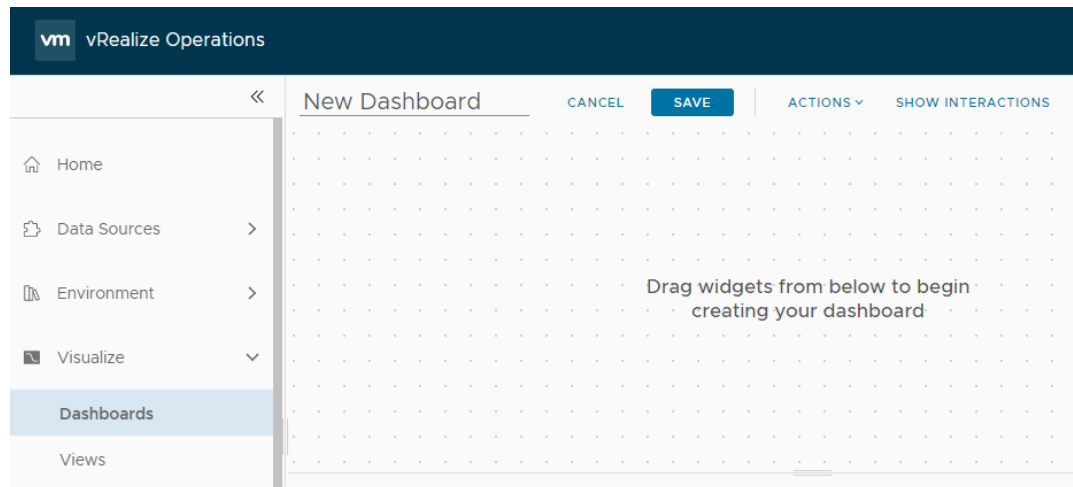 vm vRealize Operations
New Dashboard CANCEL SAVE ACTIONS SHOW INTERACTIONS
Home
Data Sources
Environment
Drag widgets from below to begin
creating your dashboard
Visualize
Dashboards
Views